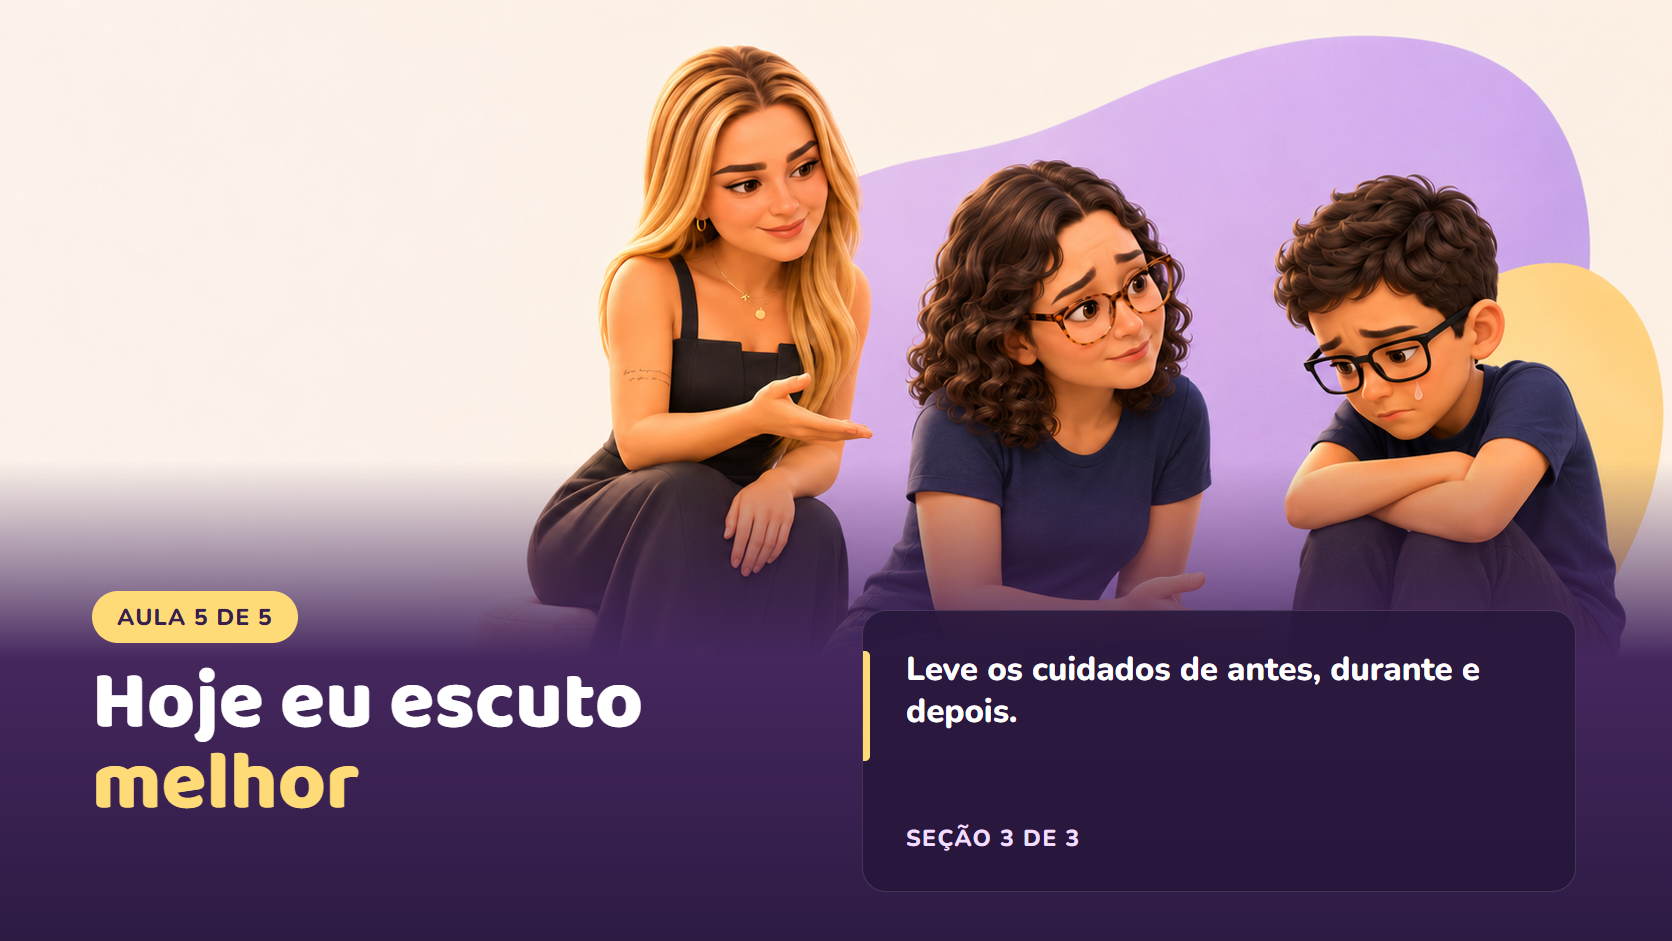 AULA 5 DE 5
Hoje eu escuto
melhor
Leve os cuidados de antes, durante e
depois.
SEÇÃO 3 DE 3